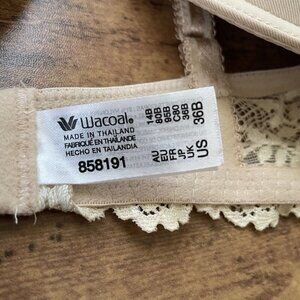 Wacoal®
MADE IN THAILAND
FABRIQUÉ EN THAÏLANDE
HECHO EN TAILANDIA
858191
AU 14B
EU 80B
FR 95B
JP C80
UK 36B
US 36B